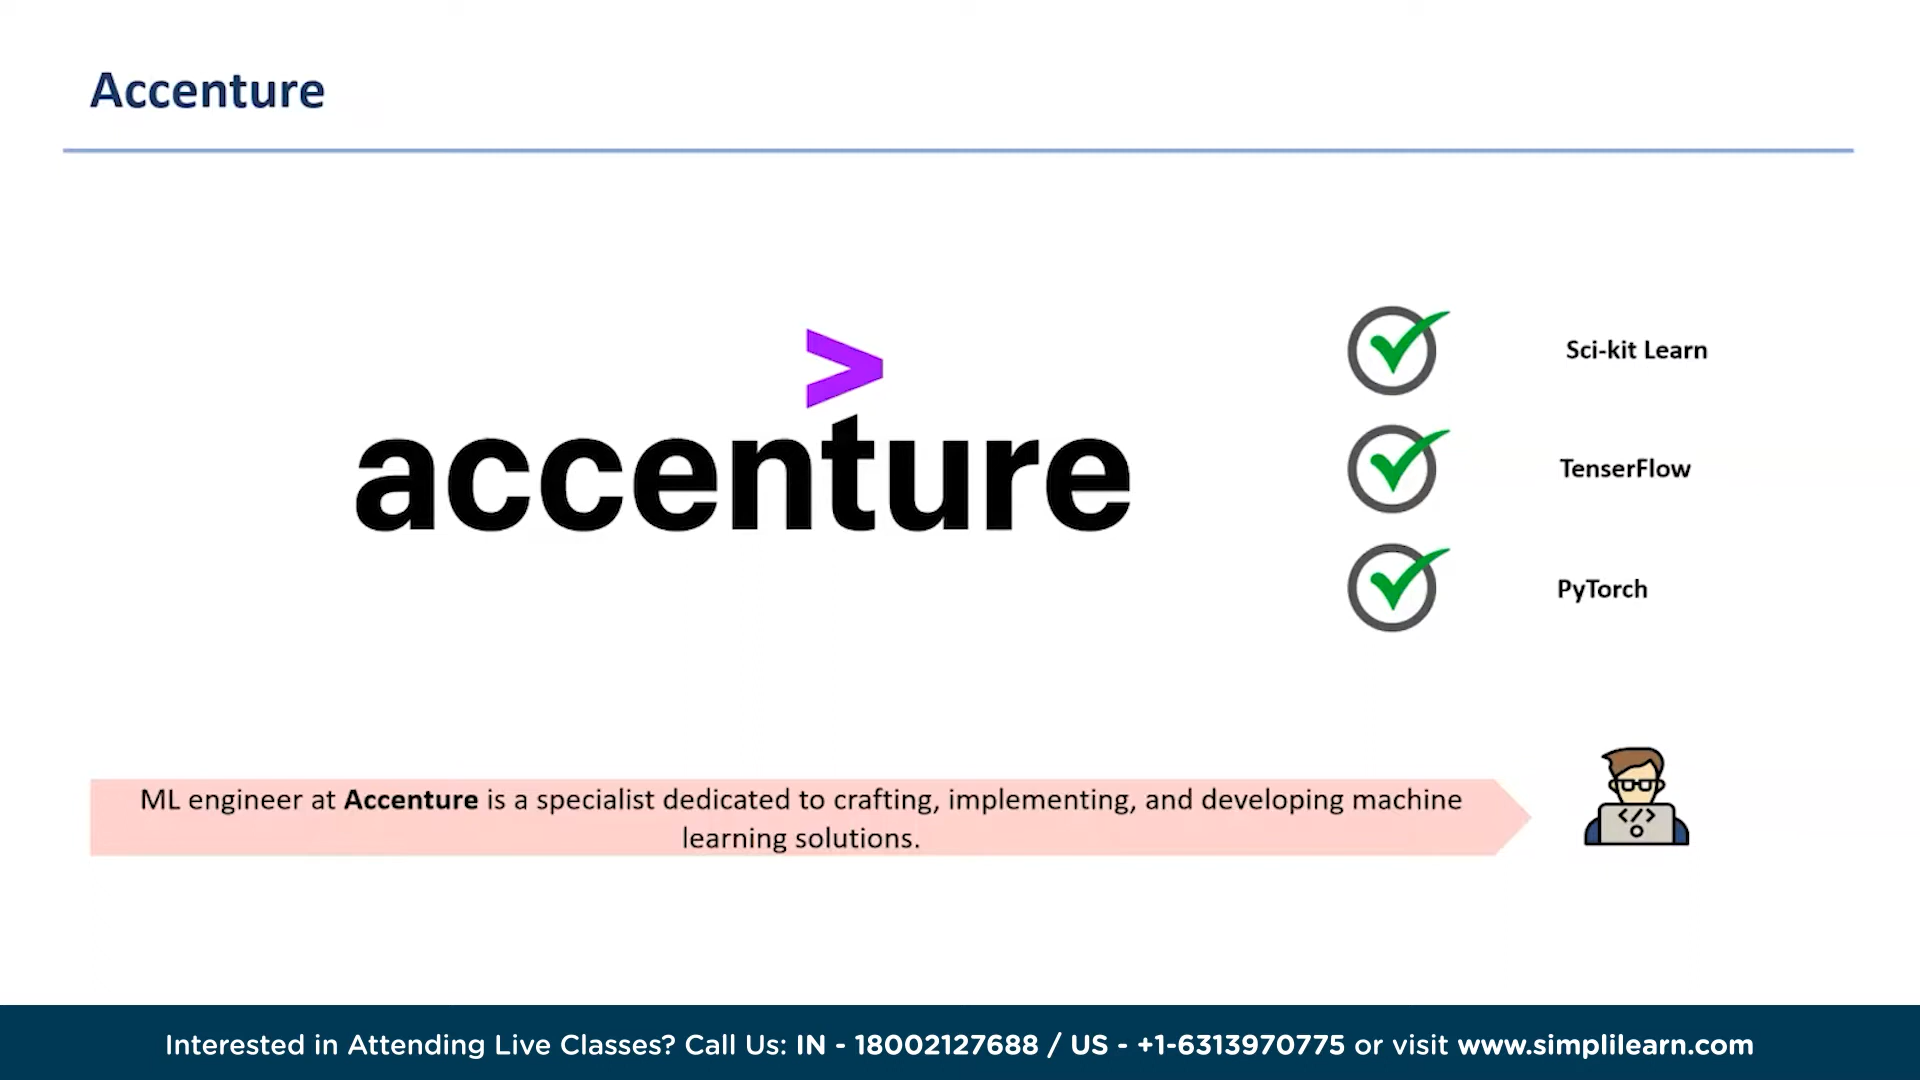 Accenture
>
accenture
Sci-kit Learn
TenserFlow
PyTorch
ML engineer at Accenture is a specialist dedicated to crafting, implementing, and developing machine
learning solutions.
</>
Interested in Attending Live Classes? Call Us: IN - 18002127688 / US - +1-6313970775 or visit www.simplilearn.com